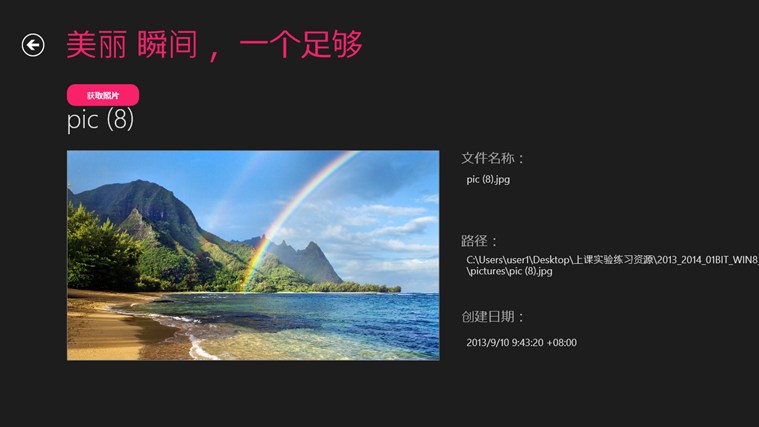 美丽 瞬间 ，一个足够
获取照片
pic (8)
文件名称：
pic (8).jpg
路径：
C:\Users\user1\Desktop\上课实验练习资源\2013_2014_01BIT_WIN8_
\pictures\pic (8).jpg
创建日期：
2013/9/10 9:43:20 +08:00